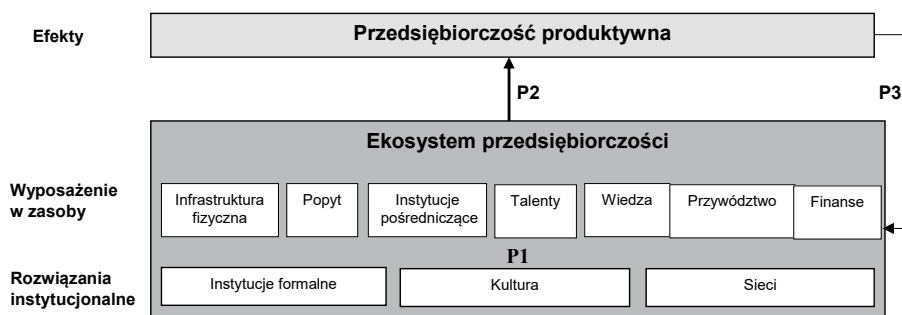 Efekty
Przedsiębiorczość produktywna
P2
P3
Ekosystem przedsiębiorczości
Wyposażenie
w zasoby
Infrastruktura
fizyczna
Popyt
Instytucje
pośredniczące
Talenty
Wiedza
Przywództwo
Finanse
P1
Rozwiązania
instytucjonalne
Instytucje formalne
Kultura
Sieci